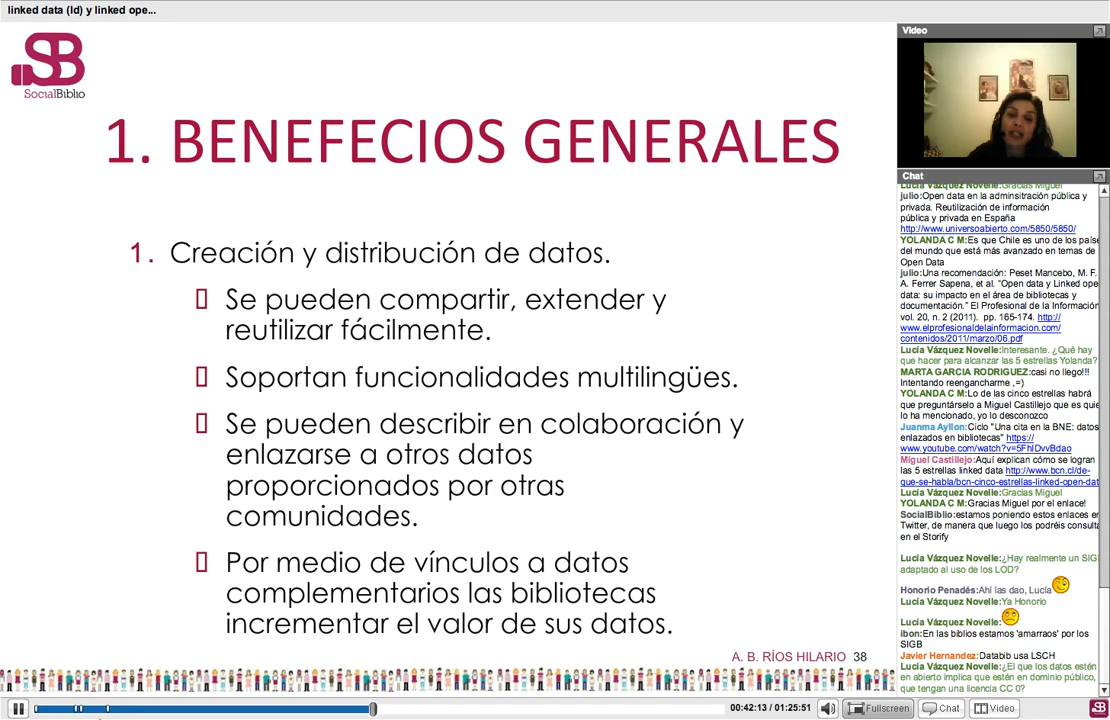 linked data (ld) y linked ope...
SB
SocialBiblio
1. BENEFECIOS GENERALES
1. Creación y distribución de datos.
Se pueden compartir, extender y
reutilizar fácilmente.
Soportan funcionalidades multilingües.
Se pueden describir en colaboración y
enlazarse a otros datos
proporcionados por otras
comunidades.
Por medio de vínculos a datos
complementarios las bibliotecas
incrementar el valor de sus datos.
A. B. RÍOS HILARIO 38
Video
Chat
Lucía Vázquez Novelle:Gracias Miguel
julio:Open data en la adminsitración pública y
privada. Reutilización de información
pública y privada en España
http://www.universoabierto.com/5850/5850/
YOLANDA C M:Es que Chile es uno de los paíse
del mundo que está más avanzado en temas de
Open Data
julio:Una recomendación: Peset Mancebo, M. F.
A. Ferrer Sapena, et al. "Open data y Linked ope
data: su impacto en el área de bibliotecas y
documentación." El Profesional de la Información
vol. 20, n. 2 (2011). pp. 165-174. http://
www.elprofesionaldelainformacion.com/
contenidos/2011/marzo/06.pdf
Lucía Vázquez Novelle:Interesante. ¿Qué hay
que hacer para alcanzar las 5 estrellas Yolanda?
MARTA GARCIA RODRIGUEZ:casi no llego!!!
Intentando reengancharme ,=)
YOLANDA C M:Lo de las cinco estrellas habrá
que preguntárselo a Miguel Castillejo que es quie
lo ha mencionado, yo lo desconozco
Juanma Ayllon:Ciclo "Una cita en la BNE: datos
enlazados en bibliotecas" https://
www.youtube.com/watch?v=5FhIDvvBdao
Miguel Castillejo:Aquí explican cómo se logran
las 5 estrellas linked data http://www.bcn.cl/de-
que-se-habla/bcn-cinco-estrellas-linked-open-dat
Lucía Vázquez Novelle:Gracias Miguel
YOLANDA C M:Gracias Miguel por el enlace!
SocialBiblio:estamos poniendo estos enlaces en
Twitter, de manera que luego los podréis consulta
en el Storify
Lucía Vázquez Novelle:¿Hay realmente un SIG
adaptado al uso de los LOD?
Honorio Penadés:Ahí las dao, Lucía
Lucía Vázquez Novelle:Ya Honorio
Lucía Vázquez Novelle:
ibon:En las biblios estamos 'amarraos' por los
SIGB
Javier Hernandez:Databib usa LSCH
Lucía Vázquez Novelle:¿El que los datos estén
en abierto implica que estén en dominio público,
que tengan una licencia CC 0?
00:42:13 / 01:25:51
Fullscreen
Chat
Video
SB